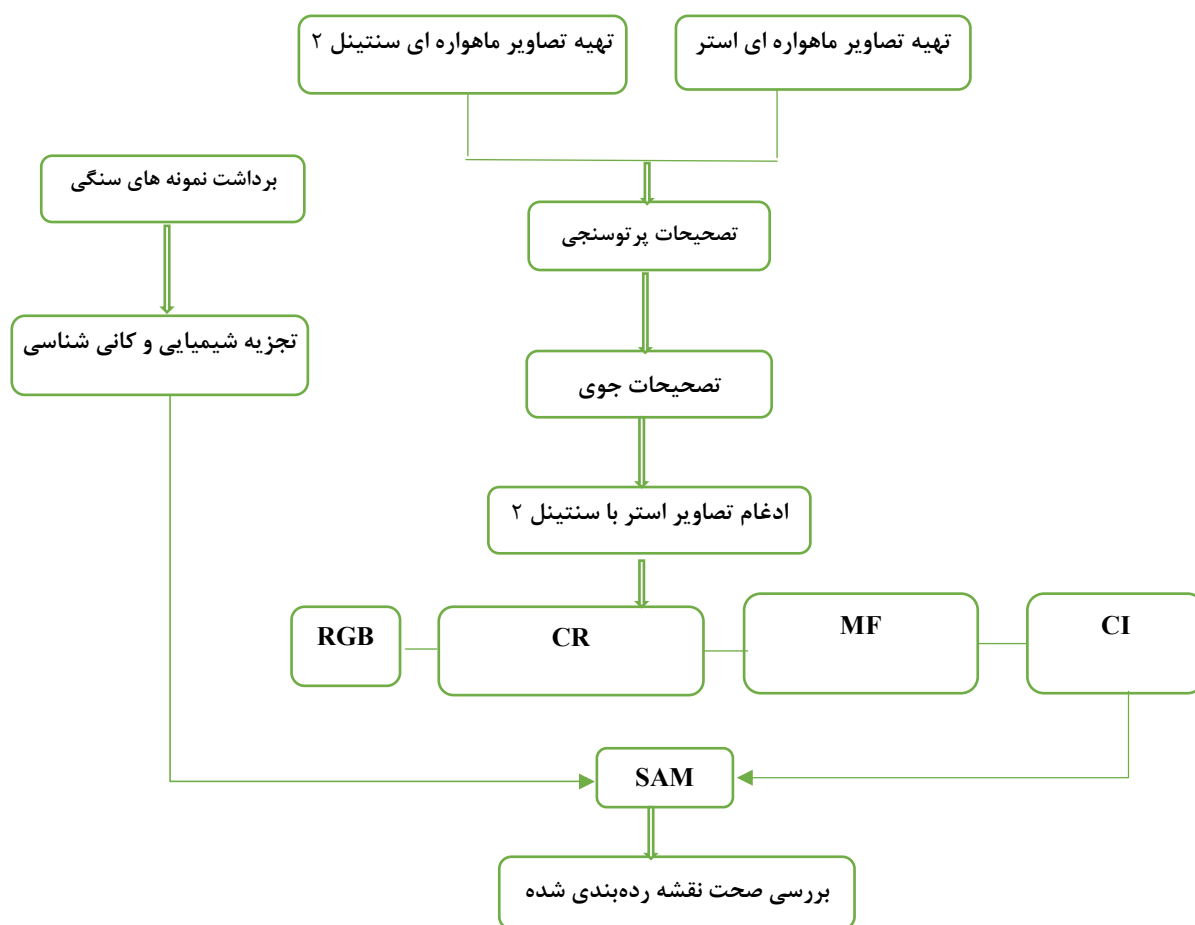 تهیه تصاویر ماهواره ای استر
تهیه تصاویر ماهواره ای سنتینل ۲
برداشت نمونه های سنگی
تصحیحات پرتوسنجی
تجزیه شیمیایی و کانی شناسی
تصحیحات جوی
ادغام تصاویر استر با سنتینل ۲
RGB
CR
MF
CI
SAM
بررسی صحت نقشه رده‌بندی شده